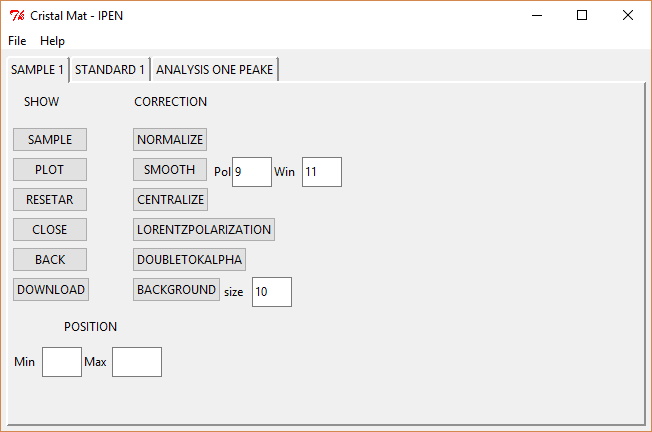 Cristal Mat - IPEN
File Help
SAMPLE 1 STANDARD 1 ANALYSIS ONE PEAKE
SHOW CORRECTION
SAMPLE NORMALIZE
PLOT SMOOTH Pol 9 Win 11
RESETAR CENTRALIZE
CLOSE LORENTZPOLARIZATION
BACK DOUBLETOKALPHA
DOWNLOAD BACKGROUND size 10
POSITION
Min Max